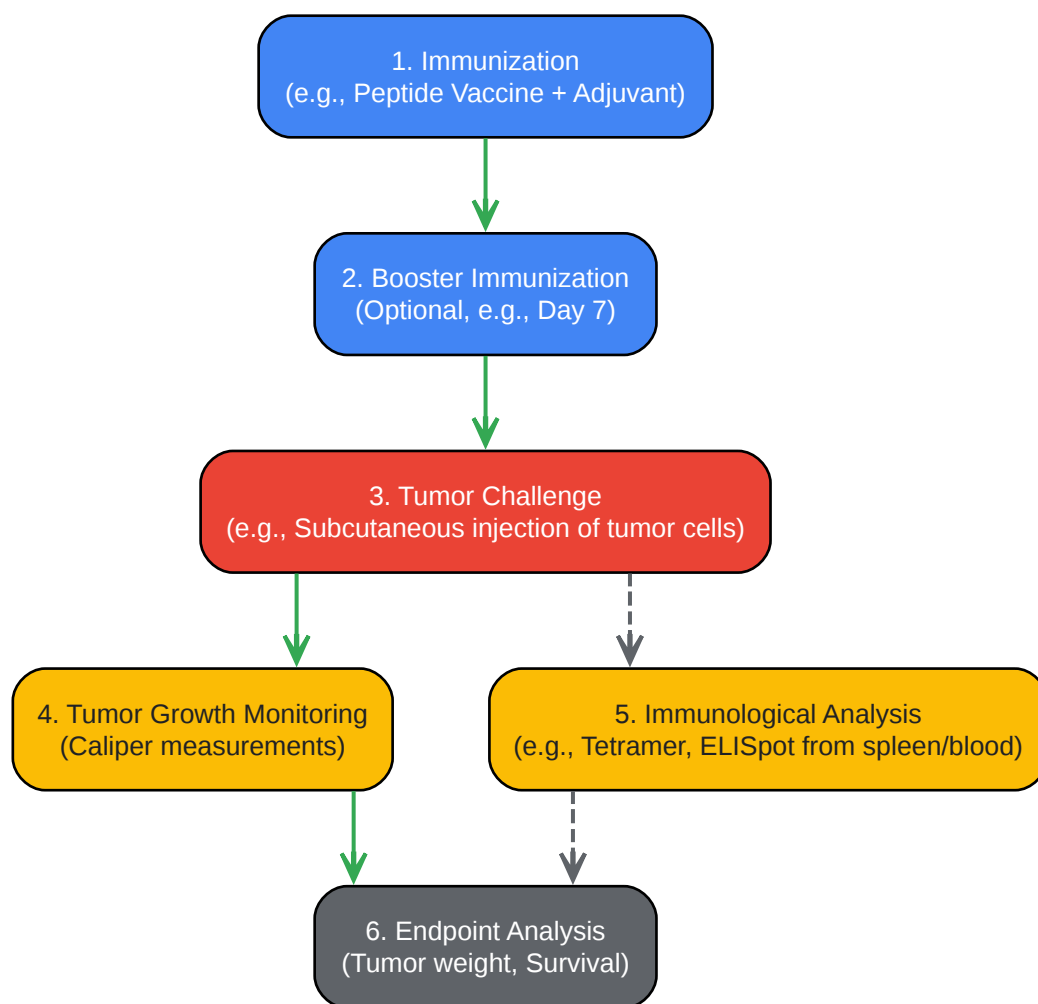 1. Immunization
(e.g., Peptide Vaccine + Adjuvant)
2. Booster Immunization
(Optional, e.g., Day 7)
3. Tumor Challenge
(e.g., Subcutaneous injection of tumor cells)
4. Tumor Growth Monitoring
(Caliper measurements)
5. Immunological Analysis
(e.g., Tetramer, ELISpot from spleen/blood)
6. Endpoint Analysis
(Tumor weight, Survival)